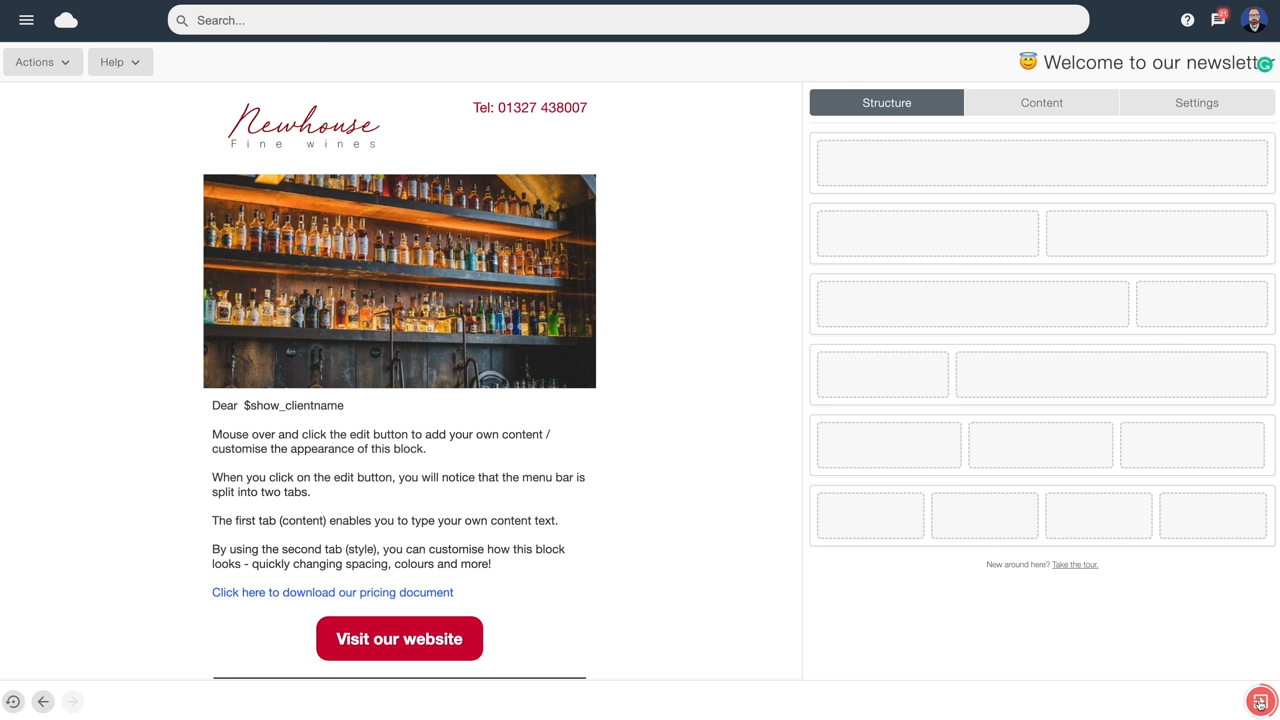 Search...
21
Actions
Help
😇 Welcome to our newslett
Newhouse
Fine wines
Tel: 01327 438007
Structure
Content
Settings
Dear $show_clientname
Mouse over and click the edit button to add your own content /
customise the appearance of this block.
When you click on the edit button, you will notice that the menu bar is
split into two tabs.
The first tab (content) enables you to type your own content text.
By using the second tab (style), you can customise how this block
looks - quickly changing spacing, colours and more!
Click here to download our pricing document
Visit our website
New around here? Take the tour.